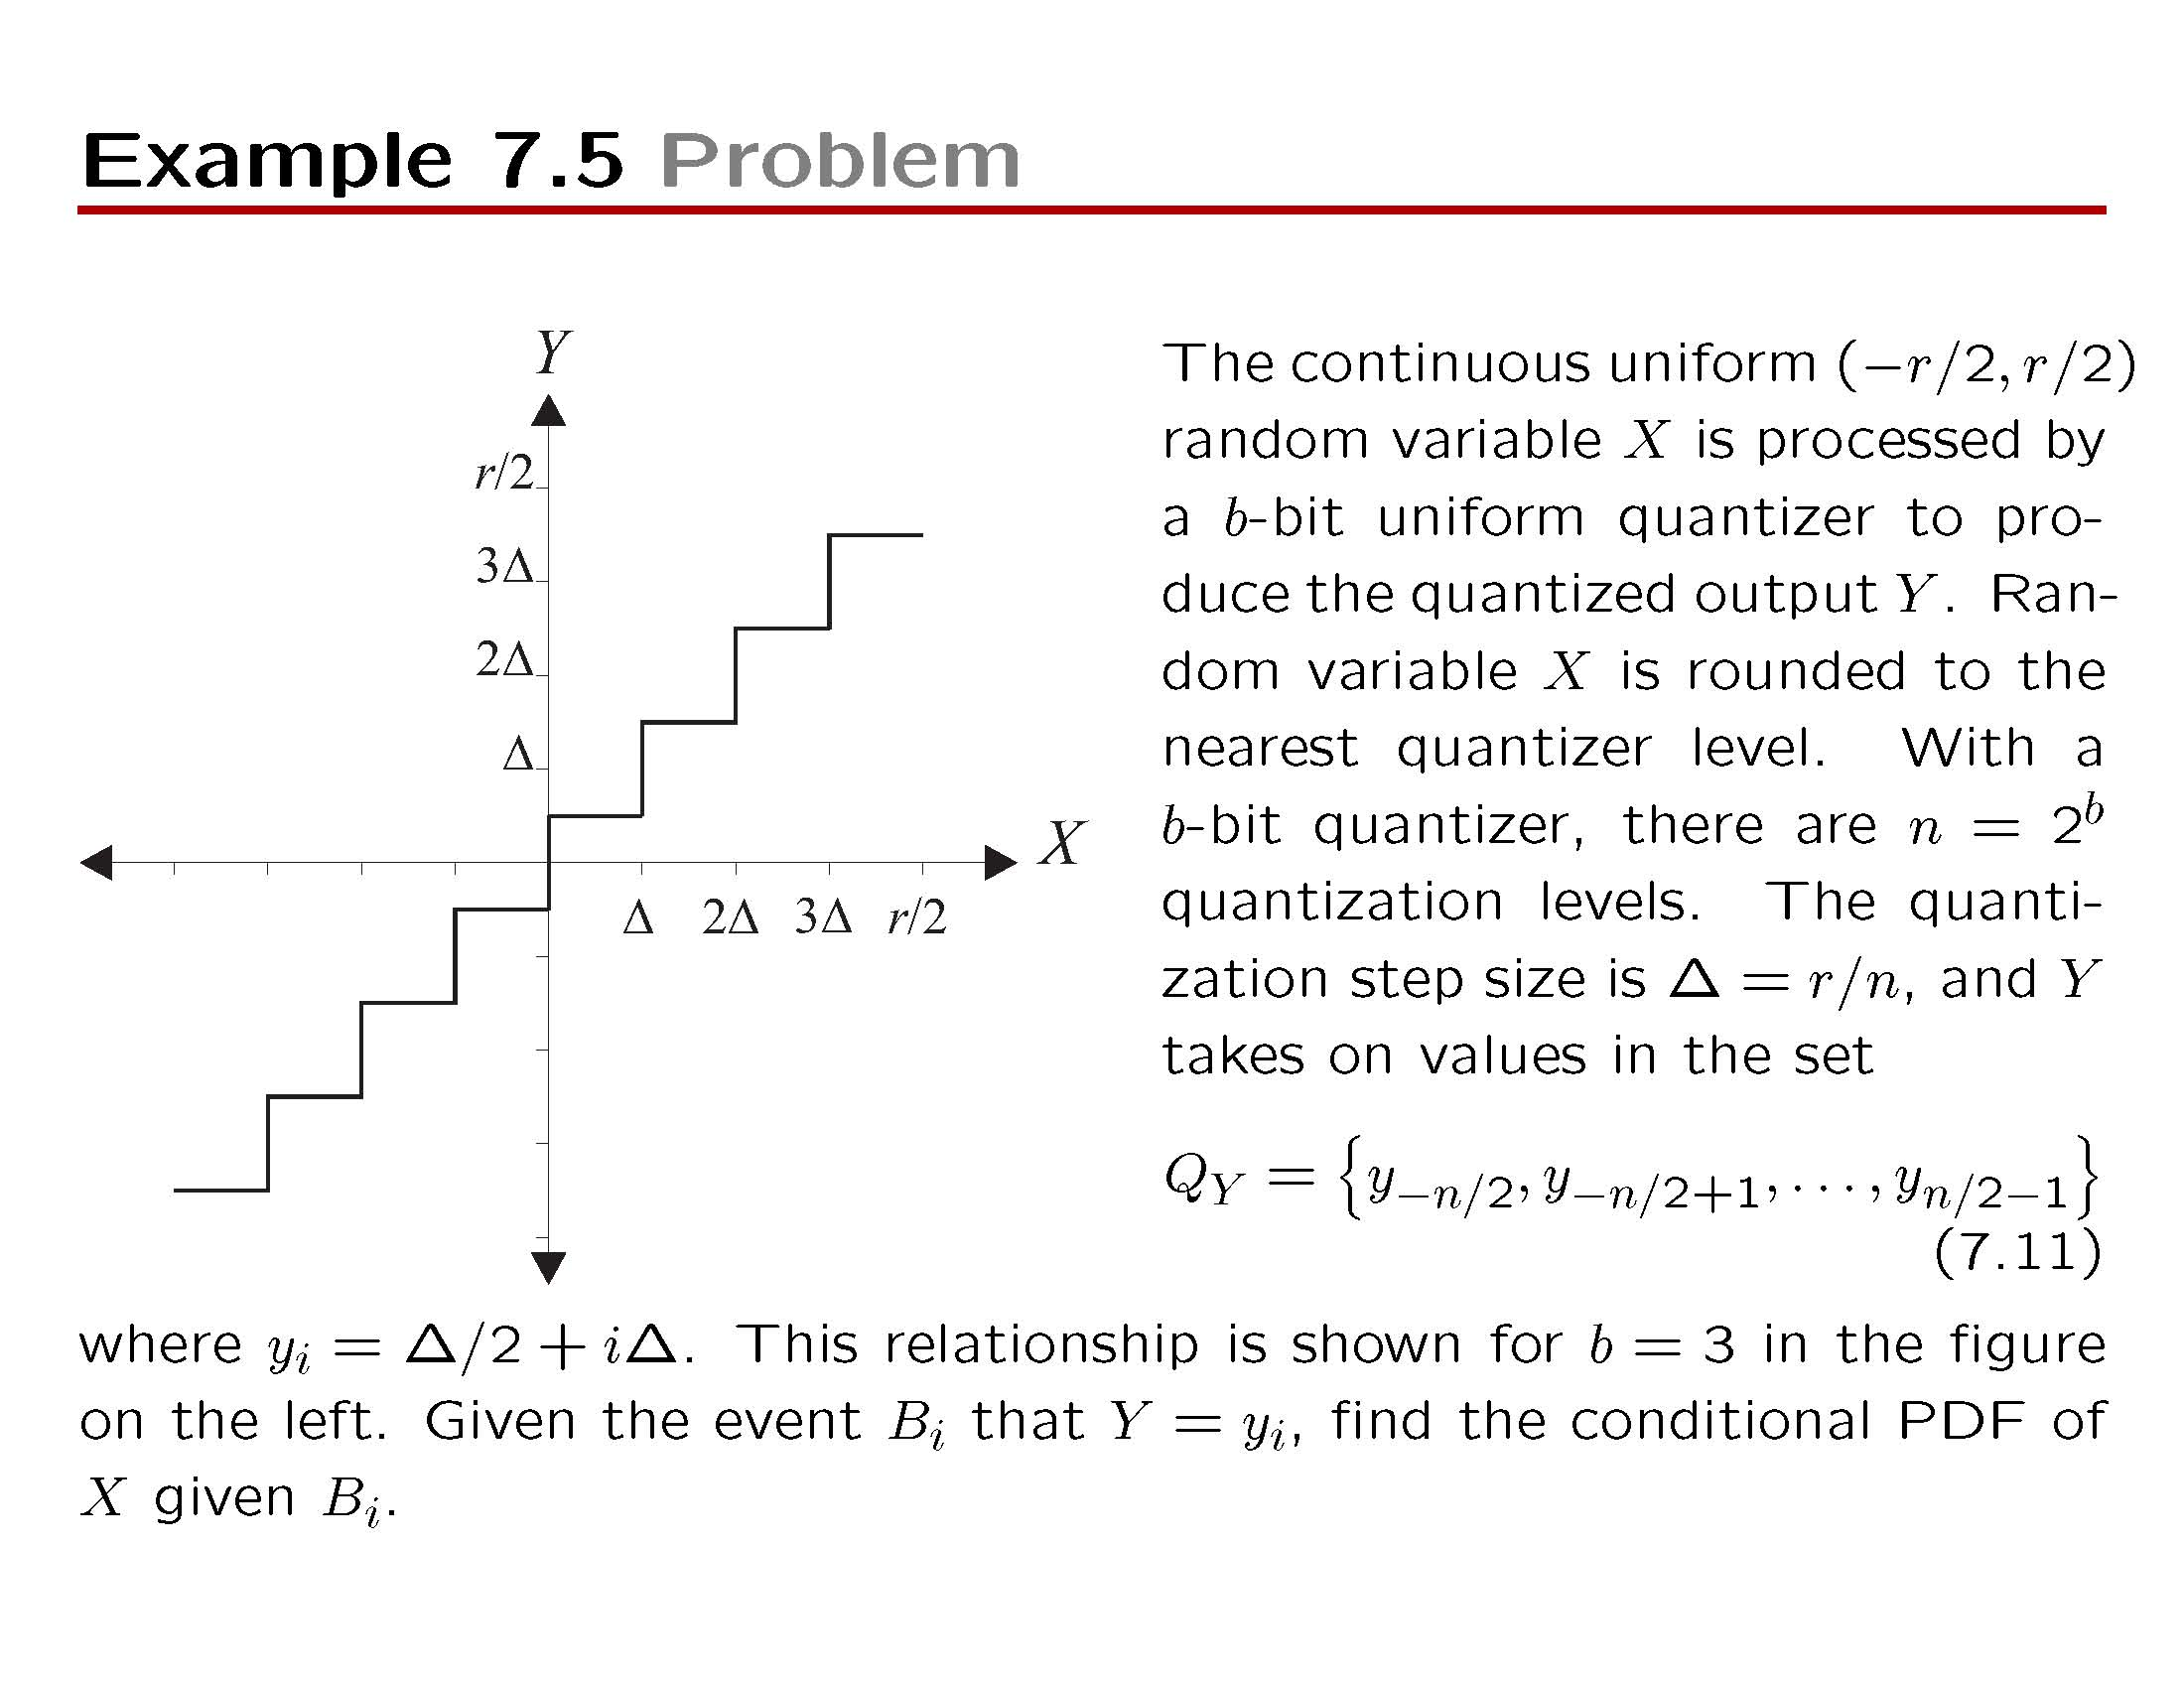 Example 7.5 Problem
Y
r/2
3Δ
2Δ
Δ
X
Δ 2Δ 3Δ r/2
The continuous uniform (−r/2, r/2)
random variable X is processed by
a b-bit uniform quantizer to pro-
duce the quantized output Y. Ran-
dom variable X is rounded to the
nearest quantizer level. With a
b-bit quantizer, there are n = 2^b
quantization levels. The quanti-
zation step size is Δ = r/n, and Y
takes on values in the set
Q_Y = {y_{−n/2}, y_{−n/2+1}, . . . , y_{n/2−1}}
(7.11)
where y_i = Δ/2 + iΔ. This relationship is shown for b = 3 in the figure
on the left. Given the event B_i that Y = y_i, find the conditional PDF of
X given B_i.